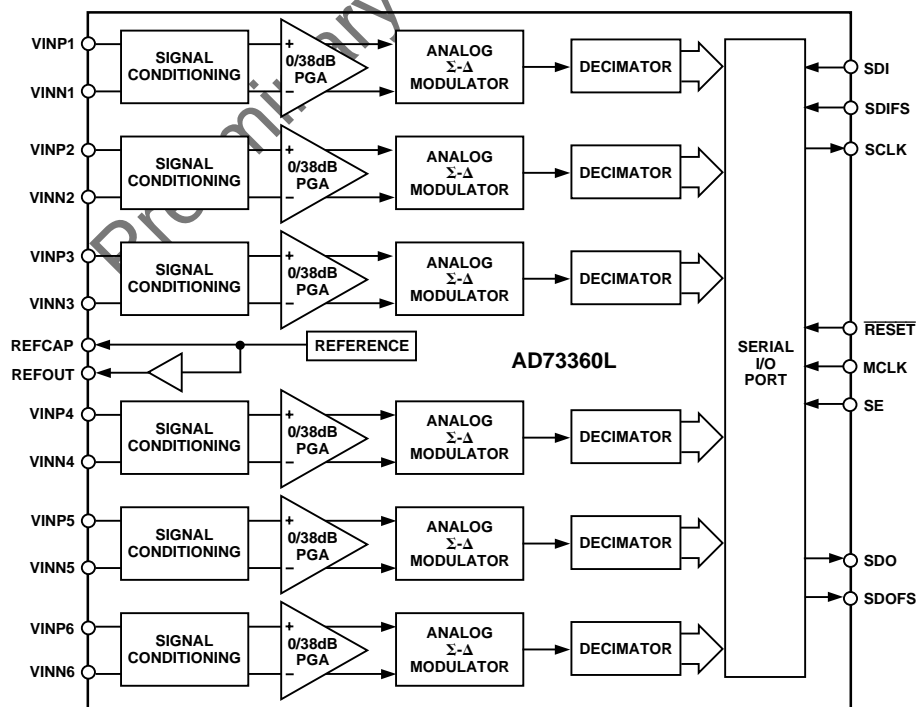 VINP1
VINN1
SIGNAL
CONDITIONING
+
0/38dB
PGA
−
ANALOG
Σ-Δ
MODULATOR
DECIMATOR
SDI
SDIFS
SCLK
VINP2
VINN2
SIGNAL
CONDITIONING
+
0/38dB
PGA
−
ANALOG
Σ-Δ
MODULATOR
DECIMATOR
VINP3
VINN3
SIGNAL
CONDITIONING
+
0/38dB
PGA
−
ANALOG
Σ-Δ
MODULATOR
DECIMATOR
REFCAP
REFOUT
REFERENCE
AD73360L
SERIAL
I/O
PORT
RESET
MCLK
SE
VINP4
VINN4
SIGNAL
CONDITIONING
+
0/38dB
PGA
−
ANALOG
Σ-Δ
MODULATOR
DECIMATOR
VINP5
VINN5
SIGNAL
CONDITIONING
+
0/38dB
PGA
−
ANALOG
Σ-Δ
MODULATOR
DECIMATOR
SDO
SDOFS
VINP6
VINN6
SIGNAL
CONDITIONING
+
0/38dB
PGA
−
ANALOG
Σ-Δ
MODULATOR
DECIMATOR